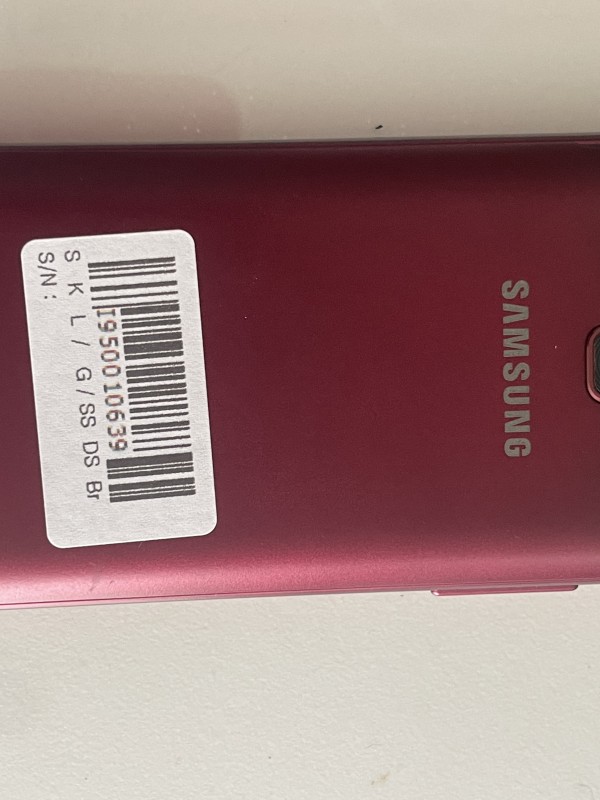 SAMSUNG
I950010639
S K L / G/SS DS Br
S/N: